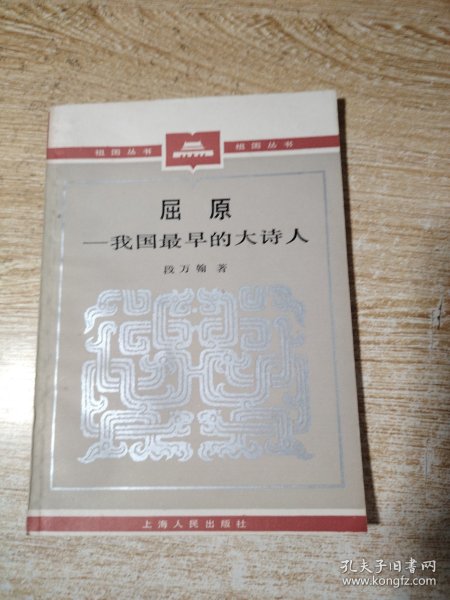 祖国丛书 祖国丛书
屈原
—我国最早的大诗人
段万翰 著
上海人民出版社
孔夫子旧书网
www.kongfz.com